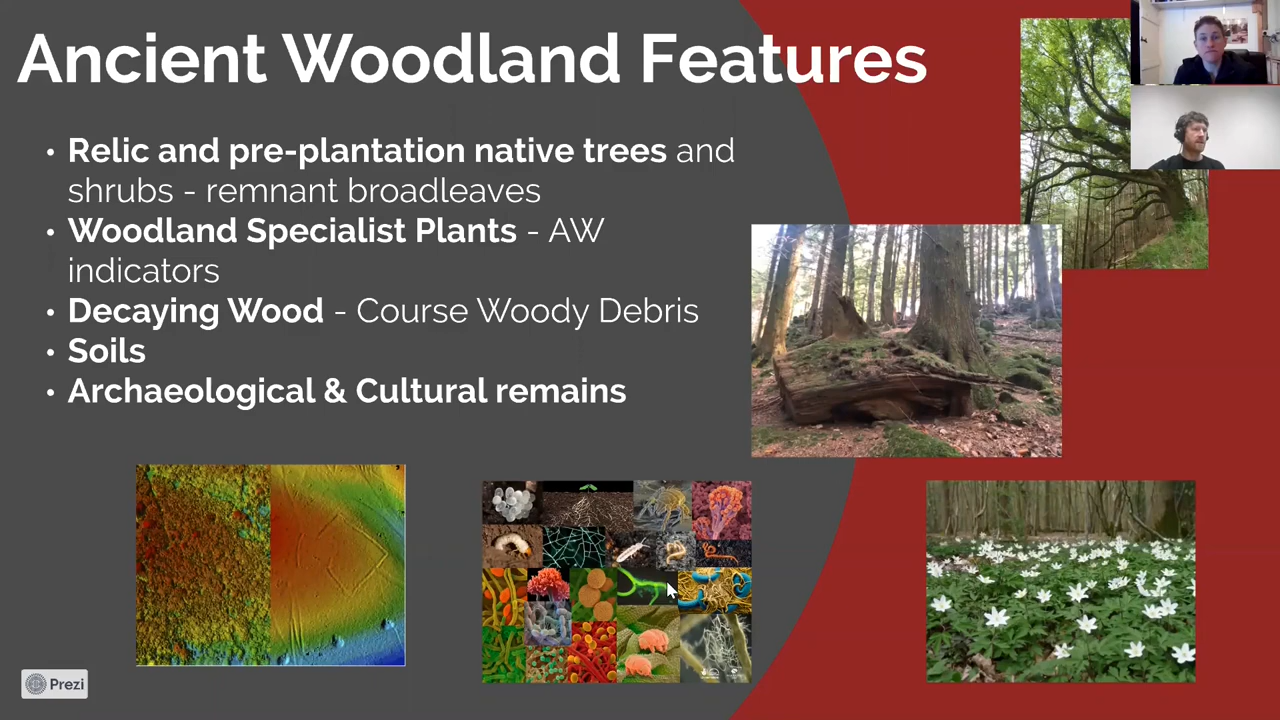 Ancient Woodland Features
• Relic and pre-plantation native trees and
shrubs - remnant broadleaves
• Woodland Specialist Plants - AW
indicators
• Decaying Wood - Course Woody Debris
• Soils
• Archaeological & Cultural remains
Prezi